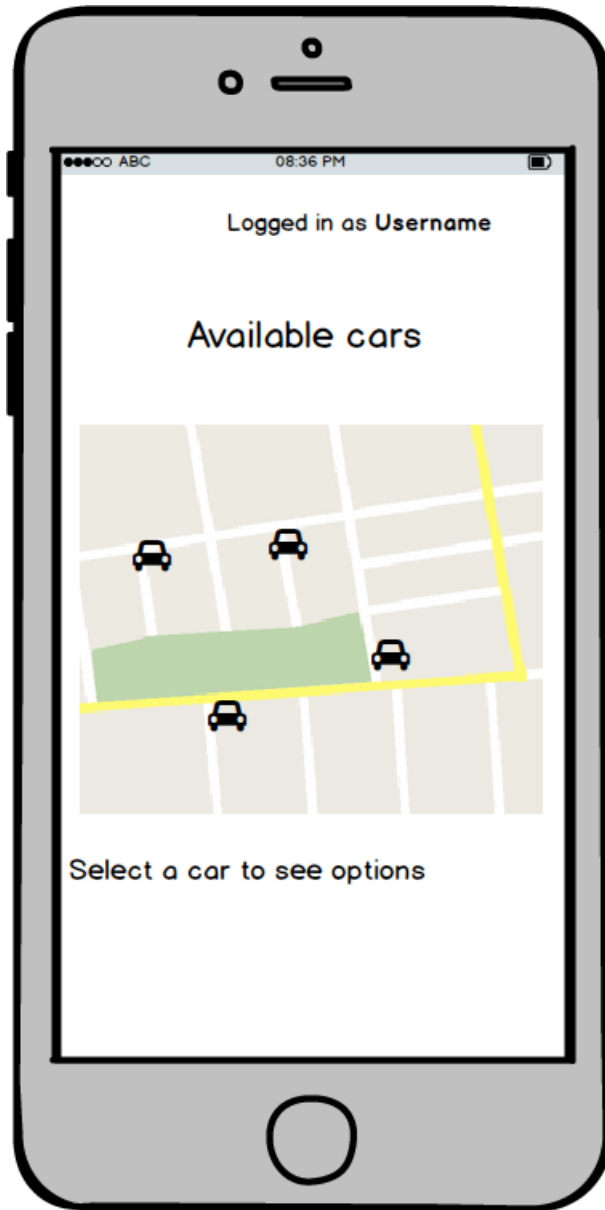 ABC 08:36 PM
Logged in as Username
Available cars
Select a car to see options